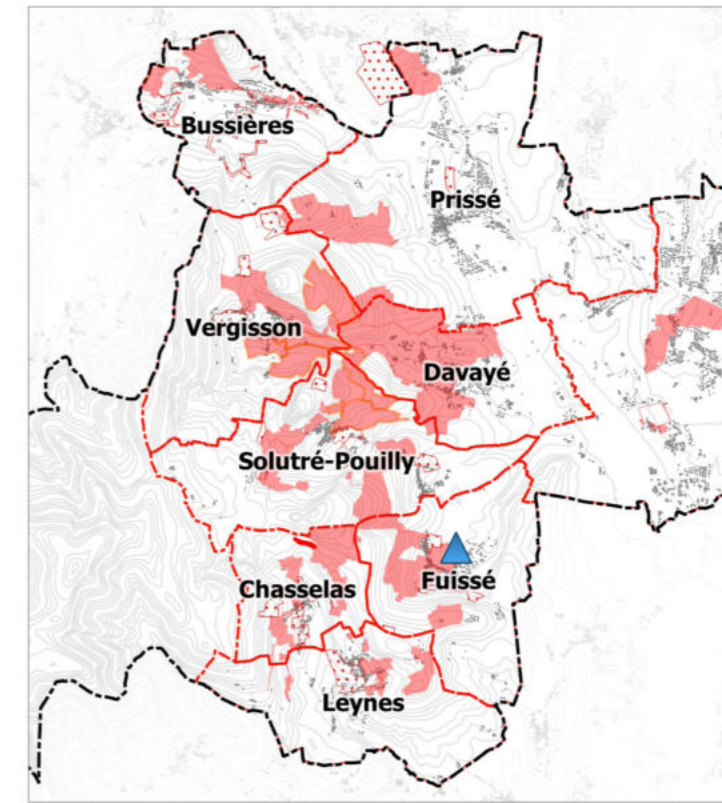 Bussières
Prissé
Vergisson
Davayé
Solutré-Pouilly
Fuissé
Chasselas
Leynes